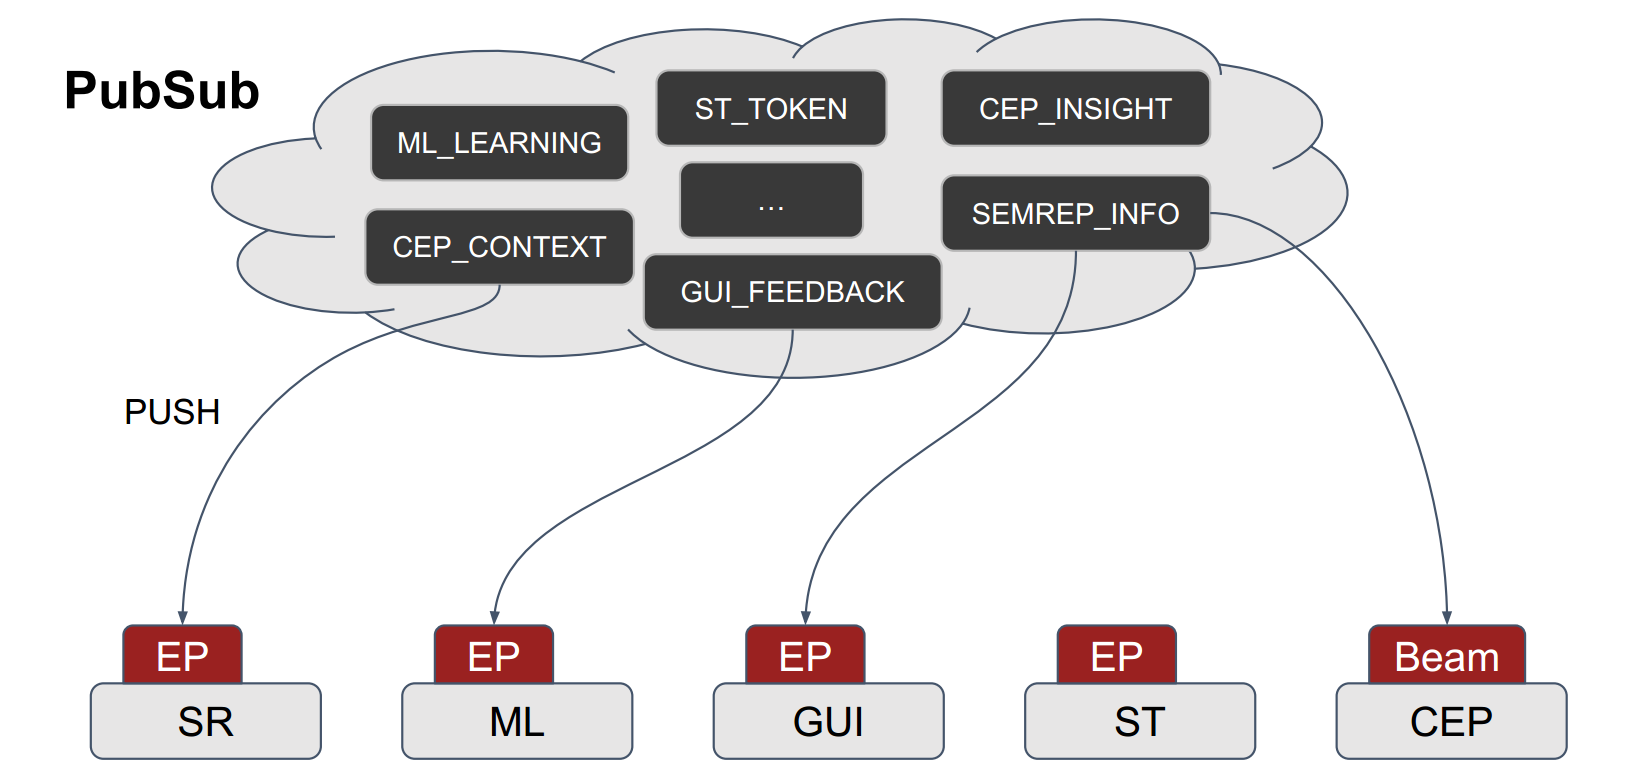 PubSub
ST_TOKEN
CEP_INSIGHT
ML_LEARNING
...
SEMREP_INFO
CEP_CONTEXT
GUI_FEEDBACK
PUSH
EP
EP
EP
EP
Beam
SR
ML
GUI
ST
CEP